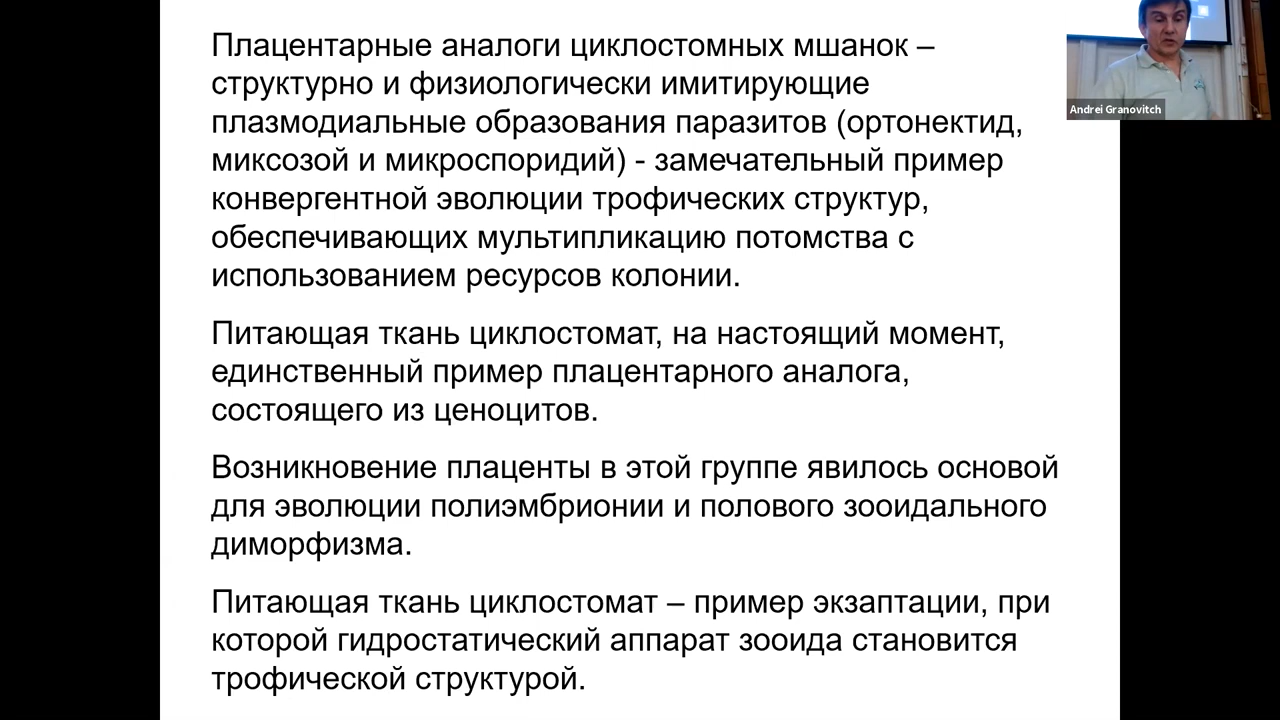 Плацентарные аналоги циклостомных мшанок –
структурно и физиологически имитирующие
плазмодиальные образования паразитов (ортонектид,
миксозой и микроспоридий) - замечательный пример
конвергентной эволюции трофических структур,
обеспечивающих мультипликацию потомства с
использованием ресурсов колонии.
Питающая ткань циклостомат, на настоящий момент,
единственный пример плацентарного аналога,
состоящего из ценоцитов.
Возникновение плаценты в этой группе явилось основой
для эволюции полиэмбрионии и полового зооидального
диморфизма.
Питающая ткань циклостомат – пример экзаптации, при
которой гидростатический аппарат зооида становится
трофической структурой.
Andrei Granovitch